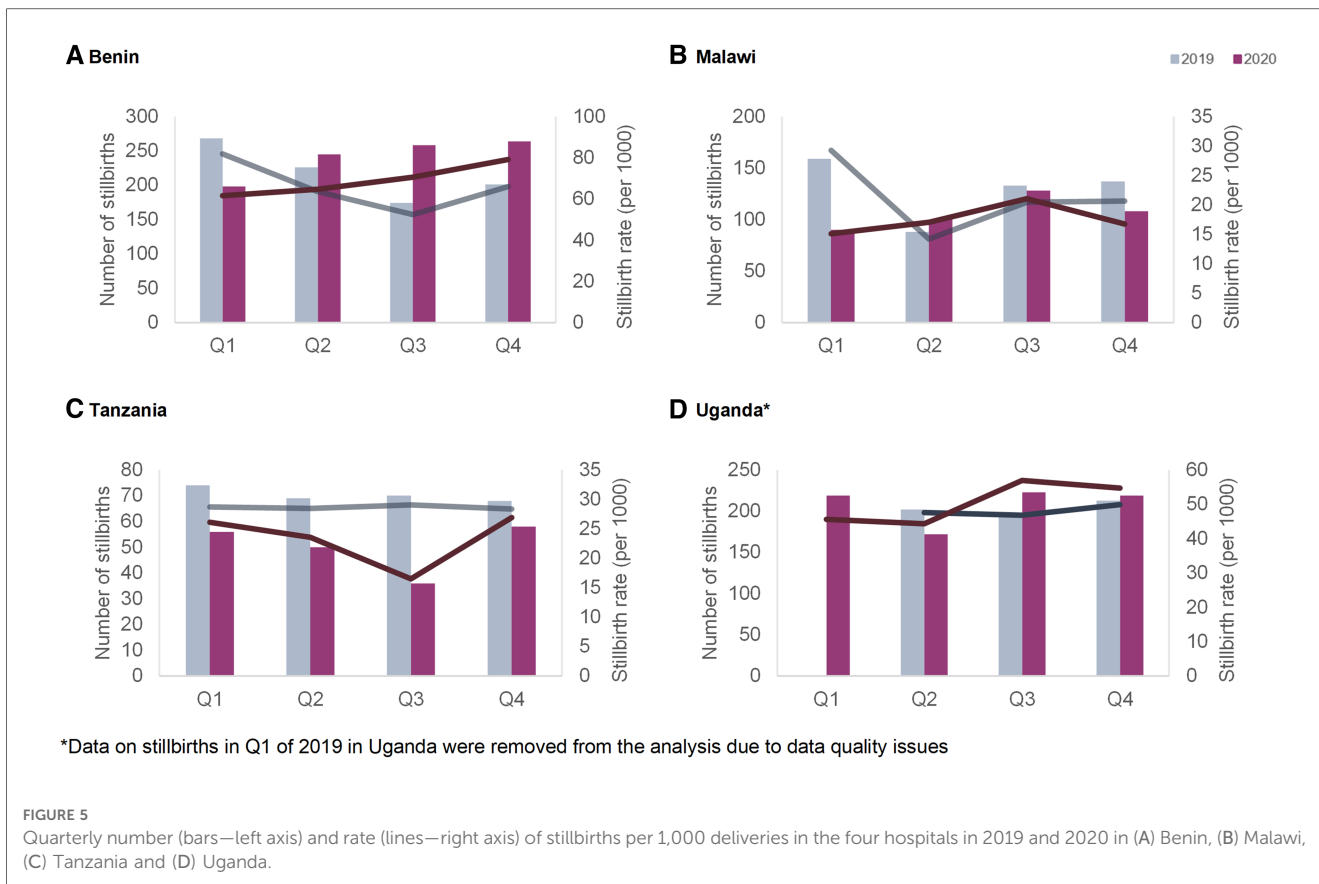 A Benin
B Malawi
2019 2020
300
250
200
150
100
50
0
Number of stillbirths
100
80
60
40
20
0
Stillbirth rate (per 1000)
Q1 Q2 Q3 Q4
200
150
100
50
0
Number of stillbirths
35
30
25
20
15
10
5
0
Stillbirth rate (per 1000)
Q1 Q2 Q3 Q4
C Tanzania
D Uganda*
80
70
60
50
40
30
20
10
0
Number of stillbirths
35
30
25
20
15
10
5
0
Stillbirth rate (per 1000)
Q1 Q2 Q3 Q4
250
200
150
100
50
0
Number of stillbirths
60
50
40
30
20
10
0
Stillbirth rate (per 1000)
Q1 Q2 Q3 Q4
*Data on stillbirths in Q1 of 2019 in Uganda were removed from the analysis due to data quality issues
FIGURE 5
Quarterly number (bars—left axis) and rate (lines—right axis) of stillbirths per 1,000 deliveries in the four hospitals in 2019 and 2020 in (A) Benin, (B) Malawi,
(C) Tanzania and (D) Uganda.